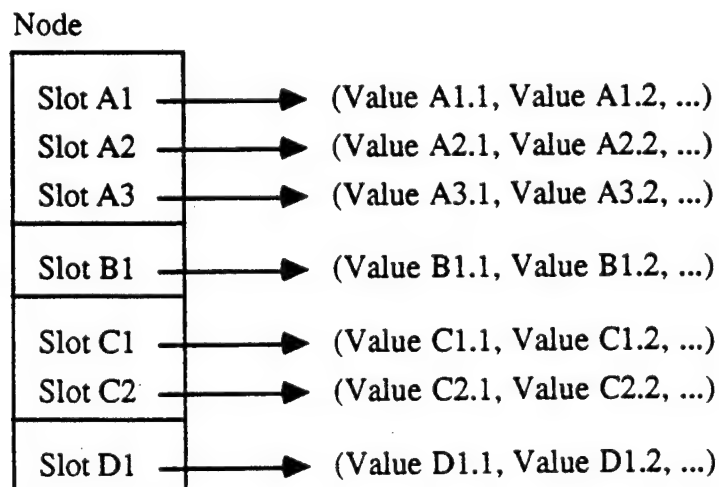 Node
Slot A1 (Value A1.1, Value A1.2, ...)
Slot A2 (Value A2.1, Value A2.2, ...)
Slot A3 (Value A3.1, Value A3.2, ...)
Slot B1 (Value B1.1, Value B1.2, ...)
Slot C1 (Value C1.1, Value C1.2, ...)
Slot C2 (Value C2.1, Value C2.2, ...)
Slot D1 (Value D1.1, Value D1.2, ...)